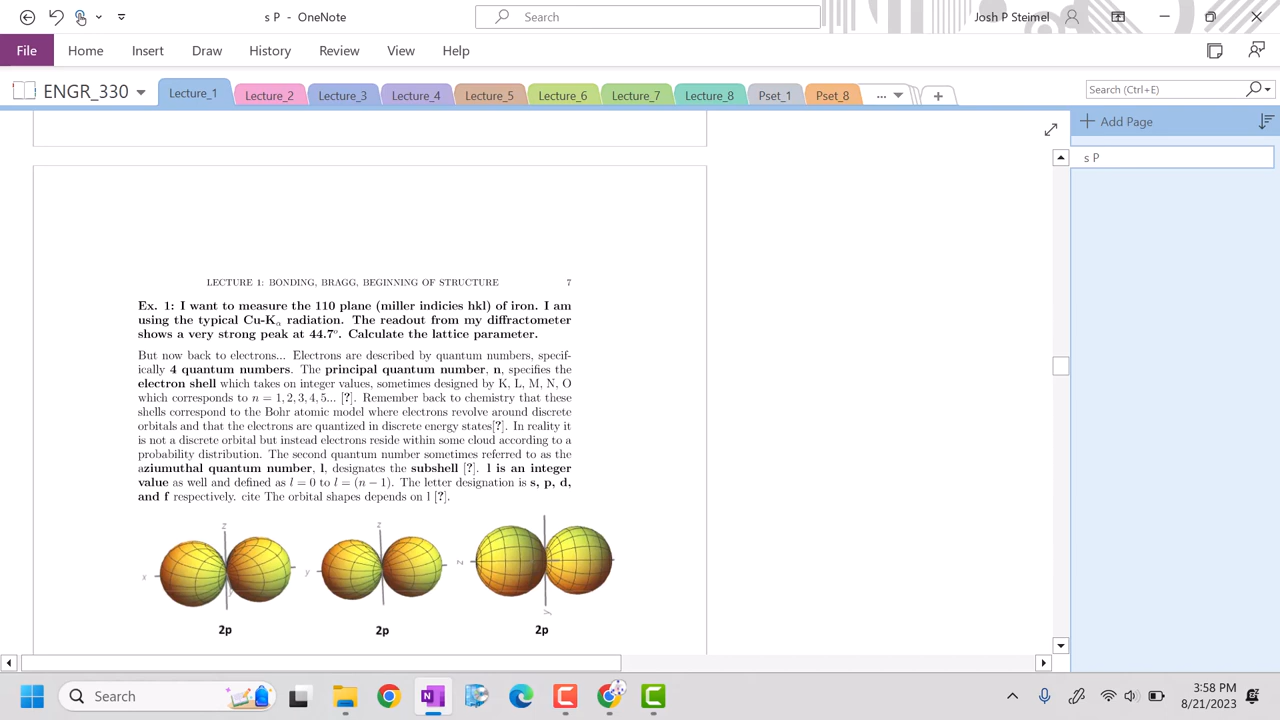 s P - OneNote
Search
Josh P Steimel
File
Home
Insert
Draw
History
Review
View
Help
ENGR_330
Lecture_1
Lecture_2
Lecture_3
Lecture_4
Lecture_5
Lecture_6
Lecture_7
Lecture_8
Pset_1
Pset_8
...
Search (Ctrl+E)
Add Page
s P
LECTURE 1: BONDING, BRAGG, BEGINNING OF STRUCTURE 7
Ex. 1: I want to measure the 110 plane (miller indicies hkl) of iron. I am
using the typical Cu-Kα radiation. The readout from my diffractometer
shows a very strong peak at 44.7°. Calculate the lattice parameter.
But now back to electrons... Electrons are described by quantum numbers, specif-
ically 4 quantum numbers. The principal quantum number, n, specifies the
electron shell which takes on integer values, sometimes designed by K, L, M, N, O
which corresponds to n = 1, 2, 3, 4, 5... [?]. Remember back to chemistry that these
shells correspond to the Bohr atomic model where electrons revolve around discrete
orbitals and that the electrons are quantized in discrete energy states[?]. In reality it
is not a discrete orbital but instead electrons reside within some cloud according to a
probability distribution. The second quantum number sometimes referred to as the
aziumuthal quantum number, l, designates the subshell [?]. l is an integer
value as well and defined as l = 0 to l = (n − 1). The letter designation is s, p, d,
and f respectively. cite The orbital shapes depends on l [?].
z
x
y
2p
z
y
2p
z
y
2p
Search
3:58 PM
8/21/2023